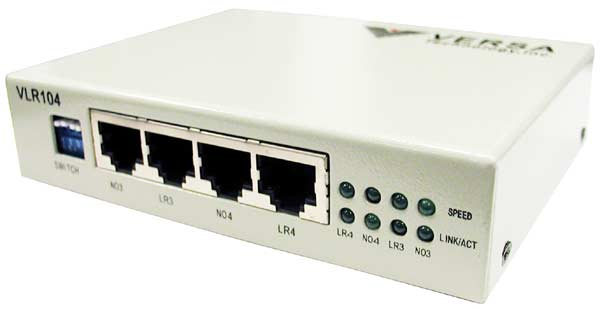 VERSA
Technology, Inc
VLR104
SWITCH
NO3
LR3
NO4
LR4
SPEED
LINK/ACT
LR4 NO4 LR3 NO3